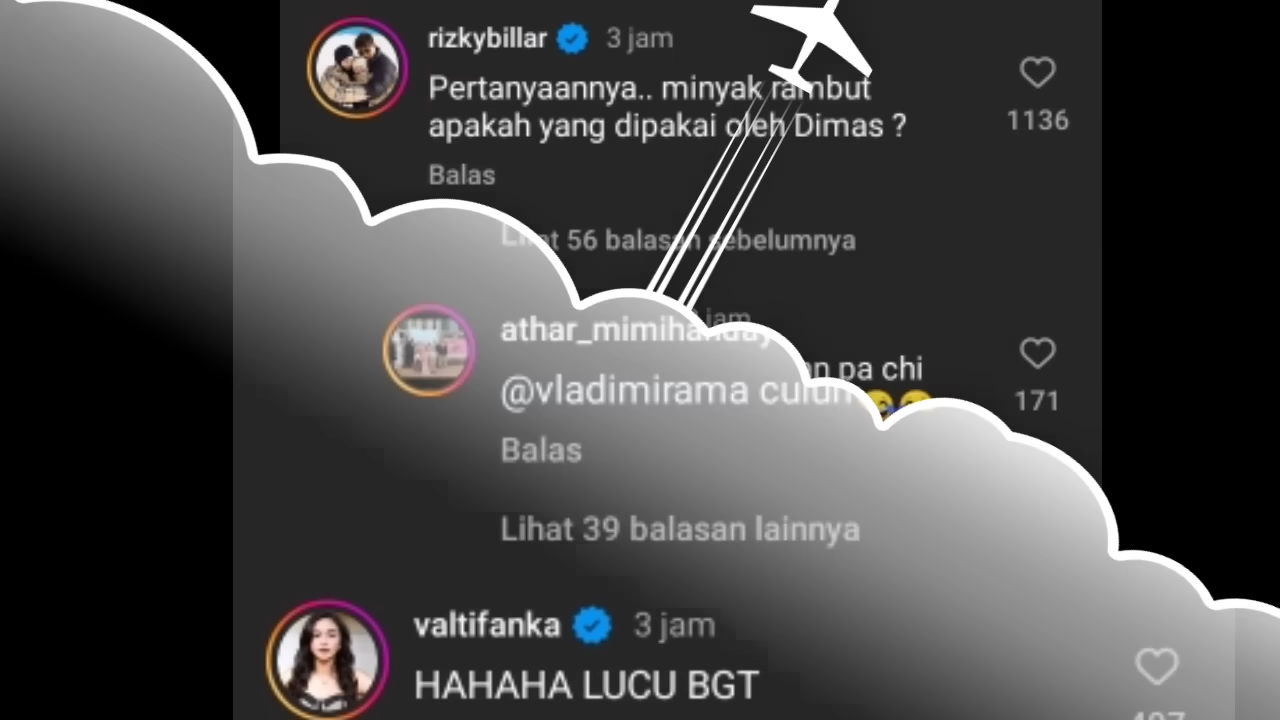 rizkybillar 3 jam
Pertanyaannya.. minyak rambut
apakah yang dipakai oleh Dimas ?
1136
Balas
Lihat 56 balasan sebelumnya
jam
@vladimirama
pa chi
171
Balas
Lihat 39 balasan lainnya
valtifanka 3 jam
HAHAHA LUCU BGT